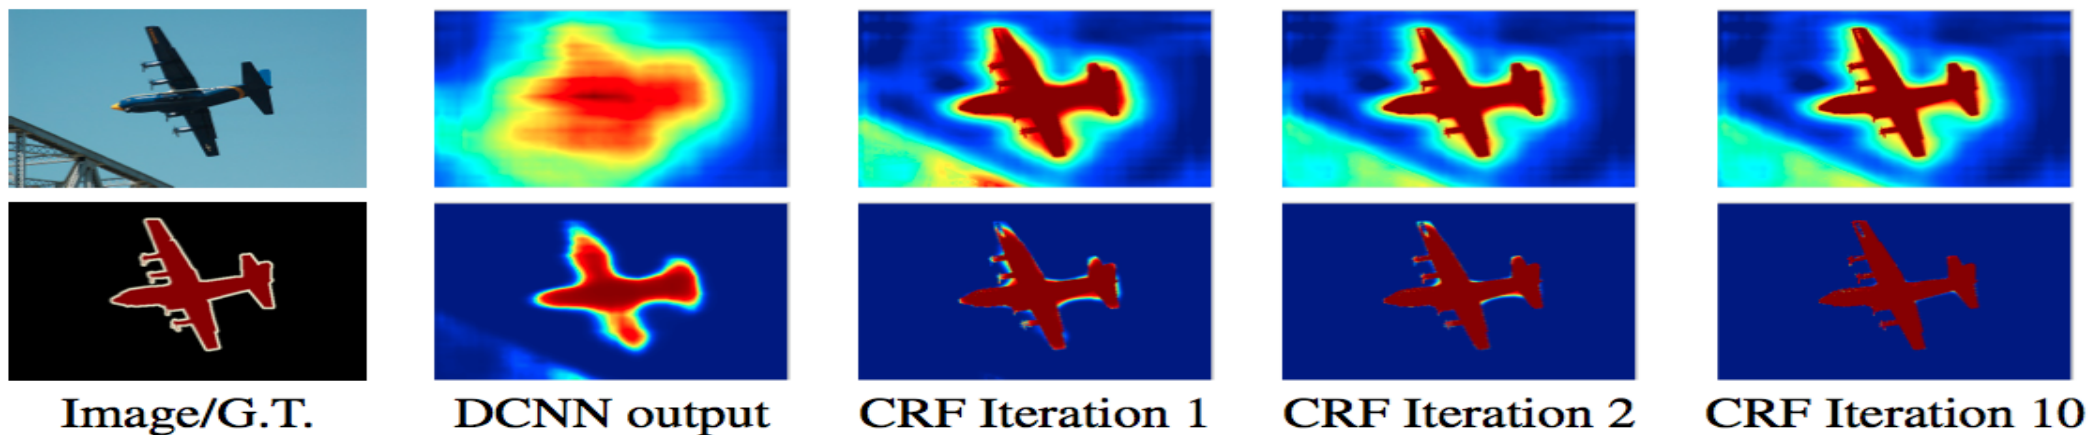 Image/G.T. DCNN output CRF Iteration 1 CRF Iteration 2 CRF Iteration 10